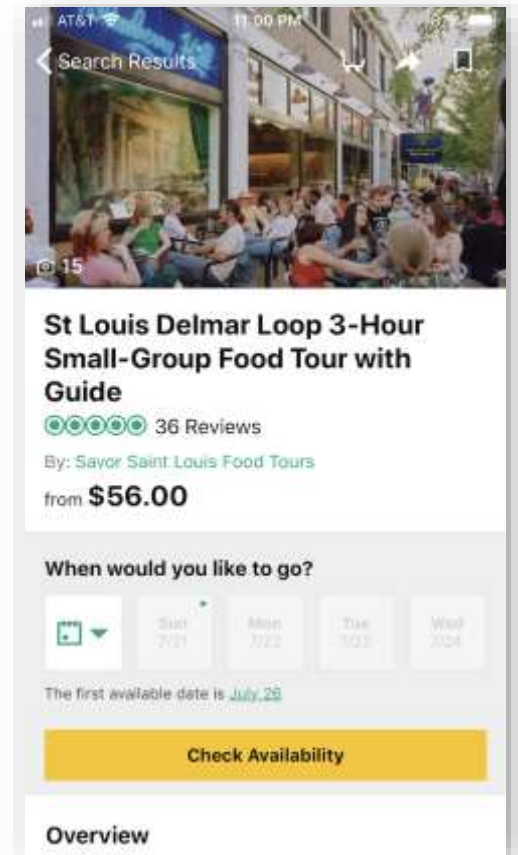 AT&T 11:00 PM
Search Results
15
St Louis Delmar Loop 3-Hour
Small-Group Food Tour with
Guide
36 Reviews
By: Savor Saint Louis Food Tours
from $56.00
When would you like to go?
Sun Mon Tue Wed
7/21 7/22 7/23 7/24
The first available date is July 26
Check Availability
Overview